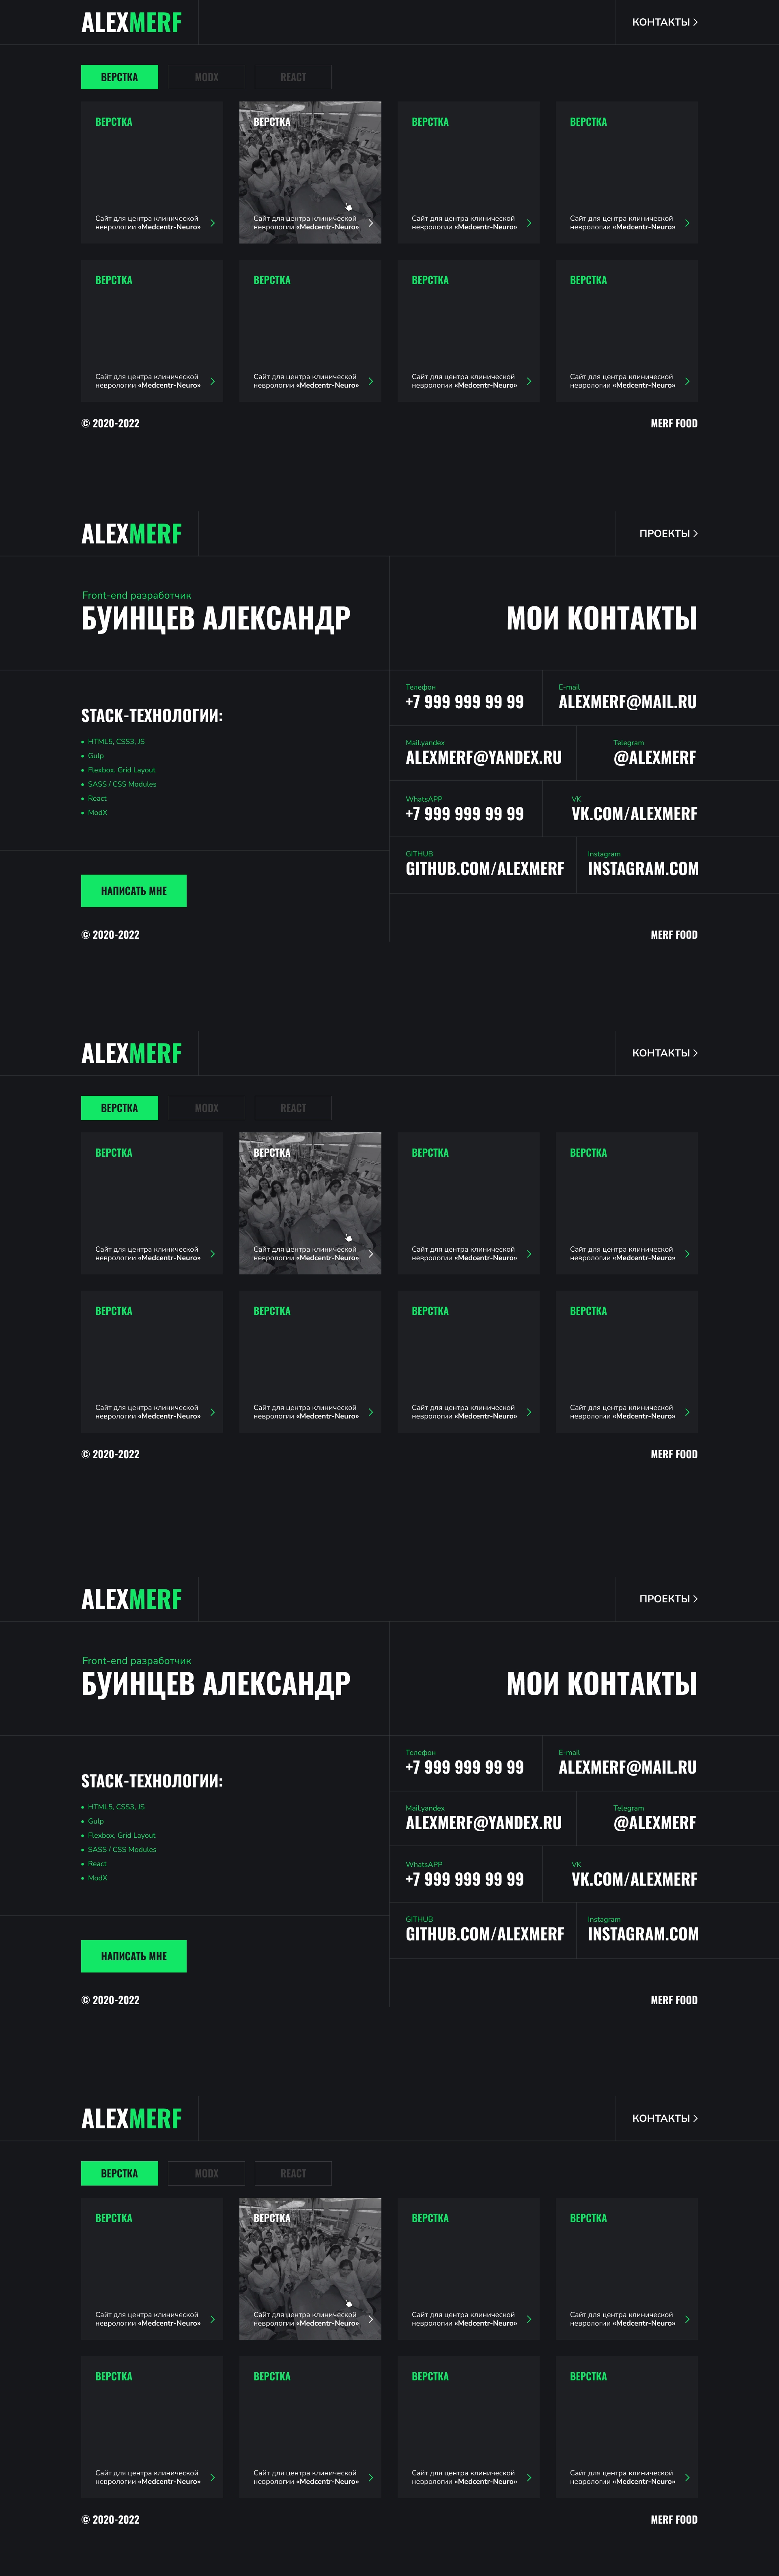 ALEXMERF
КОНТАКТЫ
ВЕРСТКА
MODX
REACT
ВЕРСТКА
ВЕРСТКА
ВЕРСТКА
ВЕРСТКА
Сайт для центра клинической
неврологии «Medcentr-Neuro»
Сайт для центра клинической
неврологии «Medcentr-Neuro»
Сайт для центра клинической
неврологии «Medcentr-Neuro»
Сайт для центра клинической
неврологии «Medcentr-Neuro»
ВЕРСТКА
ВЕРСТКА
ВЕРСТКА
ВЕРСТКА
Сайт для центра клинической
неврологии «Medcentr-Neuro»
Сайт для центра клинической
неврологии «Medcentr-Neuro»
Сайт для центра клинической
неврологии «Medcentr-Neuro»
Сайт для центра клинической
неврологии «Medcentr-Neuro»
© 2020-2022
MERF FOOD
ALEXMERF
ПРОЕКТЫ
Front-end разработчик
БУИНЦЕВ АЛЕКСАНДР
МОИ КОНТАКТЫ
STACK-ТЕХНОЛОГИИ:
HTML5, CSS3, JS
Gulp
Flexbox, Grid Layout
SASS / CSS Modules
React
ModX
НАПИСАТЬ МНЕ
Телефон
+7 999 999 99 99
E-mail
ALEXMERF@MAIL.RU
Mail.yandex
ALEXMERF@YANDEX.RU
Telegram
@ALEXMERF
WhatsAPP
+7 999 999 99 99
VK
VK.COM/ALEXMERF
GITHUB
GITHUB.COM/ALEXMERF
Instagram
INSTAGRAM.COM
© 2020-2022
MERF FOOD
ALEXMERF
КОНТАКТЫ
ВЕРСТКА
MODX
REACT
ВЕРСТКА
ВЕРСТКА
ВЕРСТКА
ВЕРСТКА
Сайт для центра клинической
неврологии «Medcentr-Neuro»
Сайт для центра клинической
неврологии «Medcentr-Neuro»
Сайт для центра клинической
неврологии «Medcentr-Neuro»
Сайт для центра клинической
неврологии «Medcentr-Neuro»
ВЕРСТКА
ВЕРСТКА
ВЕРСТКА
ВЕРСТКА
Сайт для центра клинической
неврологии «Medcentr-Neuro»
Сайт для центра клинической
неврологии «Medcentr-Neuro»
Сайт для центра клинической
неврологии «Medcentr-Neuro»
Сайт для центра клинической
неврологии «Medcentr-Neuro»
© 2020-2022
MERF FOOD
ALEXMERF
ПРОЕКТЫ
Front-end разработчик
БУИНЦЕВ АЛЕКСАНДР
МОИ КОНТАКТЫ
STACK-ТЕХНОЛОГИИ:
HTML5, CSS3, JS
Gulp
Flexbox, Grid Layout
SASS / CSS Modules
React
ModX
НАПИСАТЬ МНЕ
Телефон
+7 999 999 99 99
E-mail
ALEXMERF@MAIL.RU
Mail.yandex
ALEXMERF@YANDEX.RU
Telegram
@ALEXMERF
WhatsAPP
+7 999 999 99 99
VK
VK.COM/ALEXMERF
GITHUB
GITHUB.COM/ALEXMERF
Instagram
INSTAGRAM.COM
© 2020-2022
MERF FOOD
ALEXMERF
КОНТАКТЫ
ВЕРСТКА
MODX
REACT
ВЕРСТКА
ВЕРСТКА
ВЕРСТКА
ВЕРСТКА
Сайт для центра клинической
неврологии «Medcentr-Neuro»
Сайт для центра клинической
неврологии «Medcentr-Neuro»
Сайт для центра клинической
неврологии «Medcentr-Neuro»
Сайт для центра клинической
неврологии «Medcentr-Neuro»
ВЕРСТКА
ВЕРСТКА
ВЕРСТКА
ВЕРСТКА
Сайт для центра клинической
неврологии «Medcentr-Neuro»
Сайт для центра клинической
неврологии «Medcentr-Neuro»
Сайт для центра клинической
неврологии «Medcentr-Neuro»
Сайт для центра клинической
неврологии «Medcentr-Neuro»
© 2020-2022
MERF FOOD